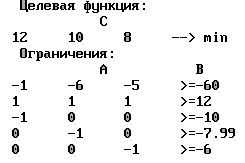 Целевая функция:
C
12 10 8 --> min
Ограничения:
A B
-1 -6 -5 >=-60
1 1 1 >=12
-1 0 0 >=-10
0 -1 0 >=-7.99
0 0 -1 >=-6